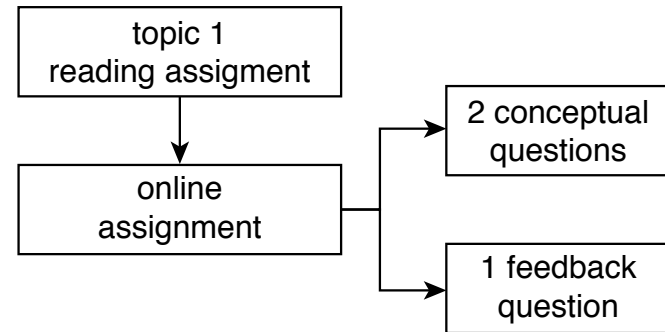 topic 1
reading assigment
online
assignment
2 conceptual
questions
1 feedback
question